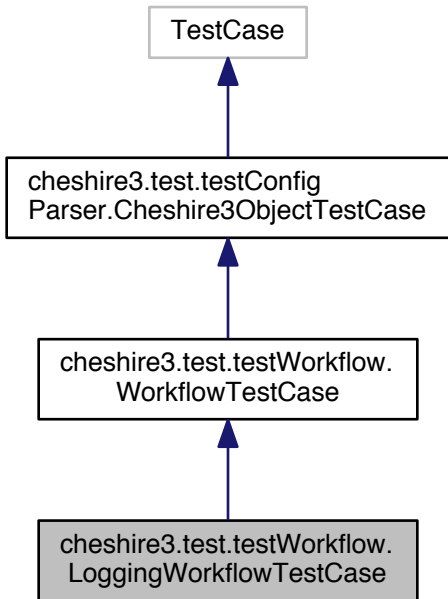 TestCase
cheshire3.test.testConfig
Parser.Cheshire3ObjectTestCase
cheshire3.test.testWorkflow.
WorkflowTestCase
cheshire3.test.testWorkflow.
LoggingWorkflowTestCase